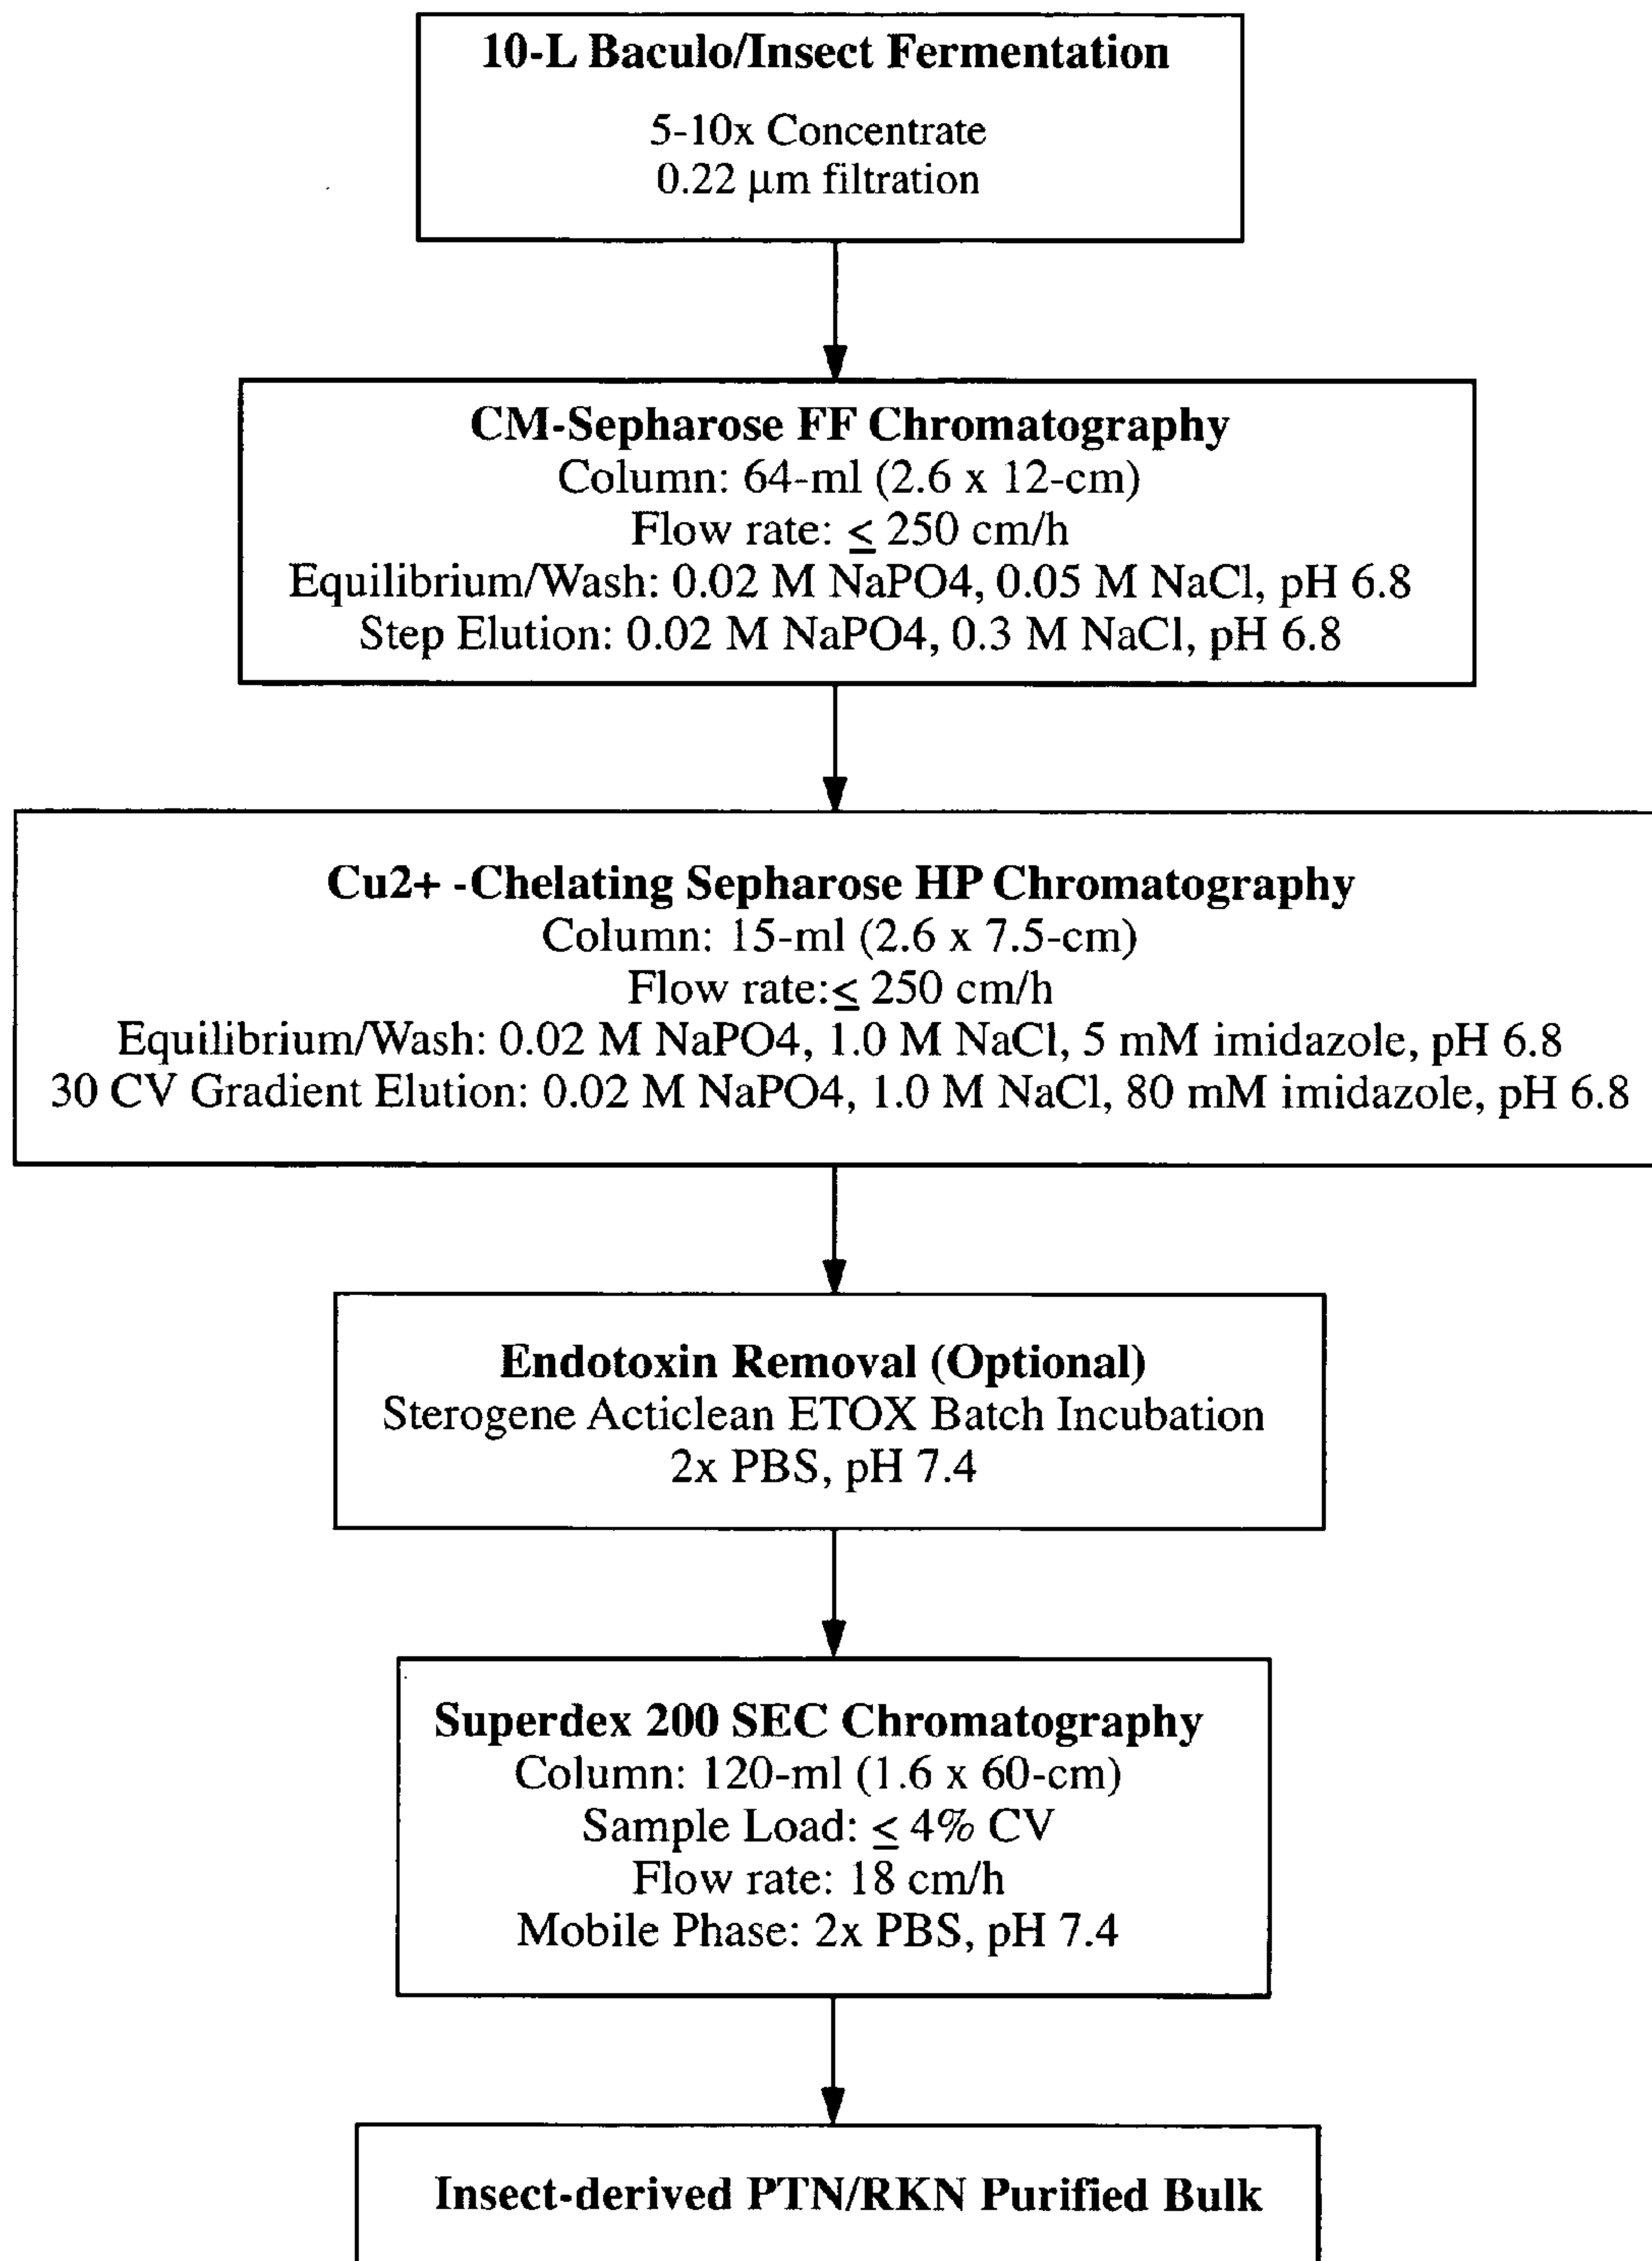 10-L Baculo/Insect Fermentation
5-10x Concentrate
0.22 μm filtration
CM-Sepharose FF Chromatography
Column: 64-ml (2.6 x 12-cm)
Flow rate: ≤ 250 cm/h
Equilibrium/Wash: 0.02 M NaPO4, 0.05 M NaCl, pH 6.8
Step Elution: 0.02 M NaPO4, 0.3 M NaCl, pH 6.8
Cu2+ -Chelating Sepharose HP Chromatography
Column: 15-ml (2.6 x 7.5-cm)
Flow rate:≤ 250 cm/h
Equilibrium/Wash: 0.02 M NaPO4, 1.0 M NaCl, 5 mM imidazole, pH 6.8
30 CV Gradient Elution: 0.02 M NaPO4, 1.0 M NaCl, 80 mM imidazole, pH 6.8
Endotoxin Removal (Optional)
Sterogene Acticlean ETOX Batch Incubation
2x PBS, pH 7.4
Superdex 200 SEC Chromatography
Column: 120-ml (1.6 x 60-cm)
Sample Load: ≤ 4% CV
Flow rate: 18 cm/h
Mobile Phase: 2x PBS, pH 7.4
Insect-derived PTN/RKN Purified Bulk